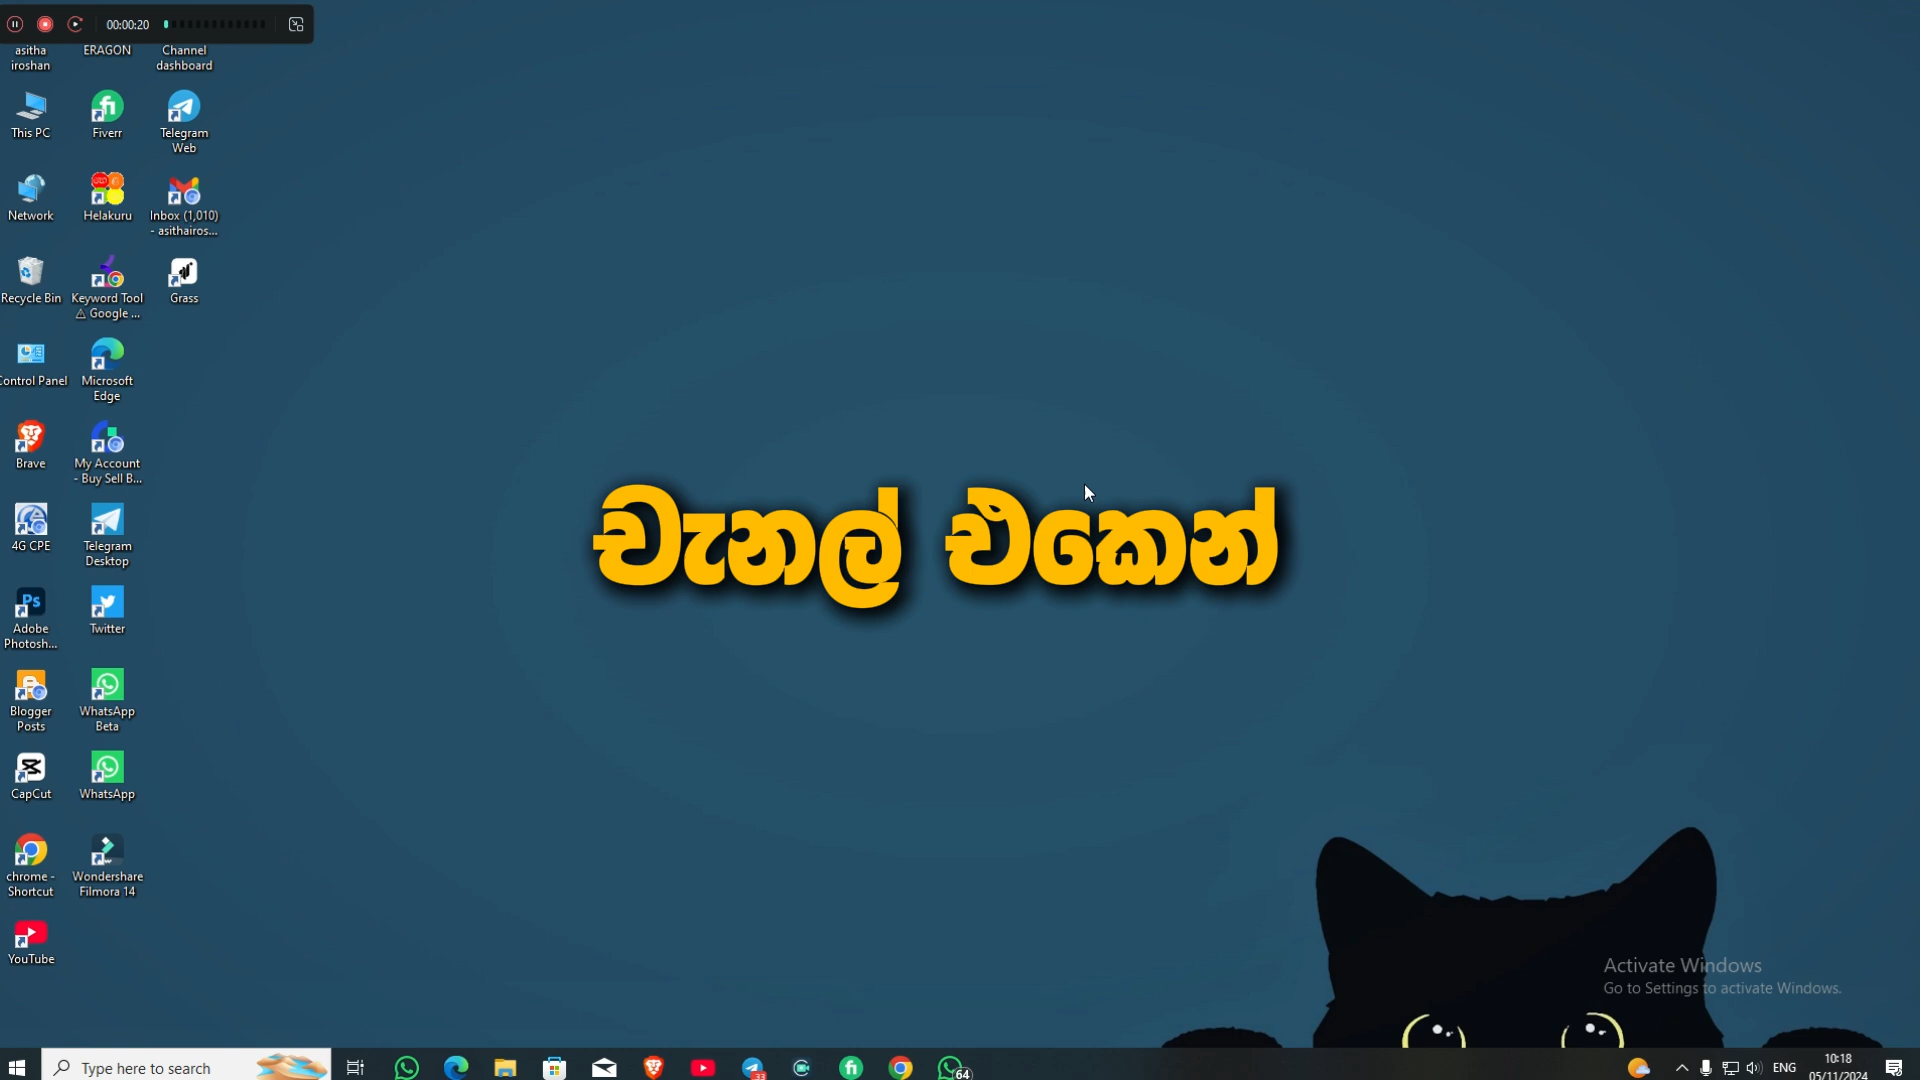 00:00:20
asitha iroshan
ERAGON
Channel dashboard
This PC
Fiverr
Telegram Web
Network
Helakuru
Inbox (1,010) - asithairos...
Recycle Bin
Keyword Tool ⚠ Google ...
Grass
Control Panel
Microsoft Edge
Brave
My Account - Buy Sell B...
4G CPE
Telegram Desktop
Adobe Photosh...
Twitter
Blogger Posts
WhatsApp Beta
CapCut
WhatsApp
chrome - Shortcut
Wondershare Filmora 14
YouTube
චැනල් එකෙන්
Activate Windows
Go to Settings to activate Windows.
Type here to search
33
64
ENG
10:18
05/11/2024